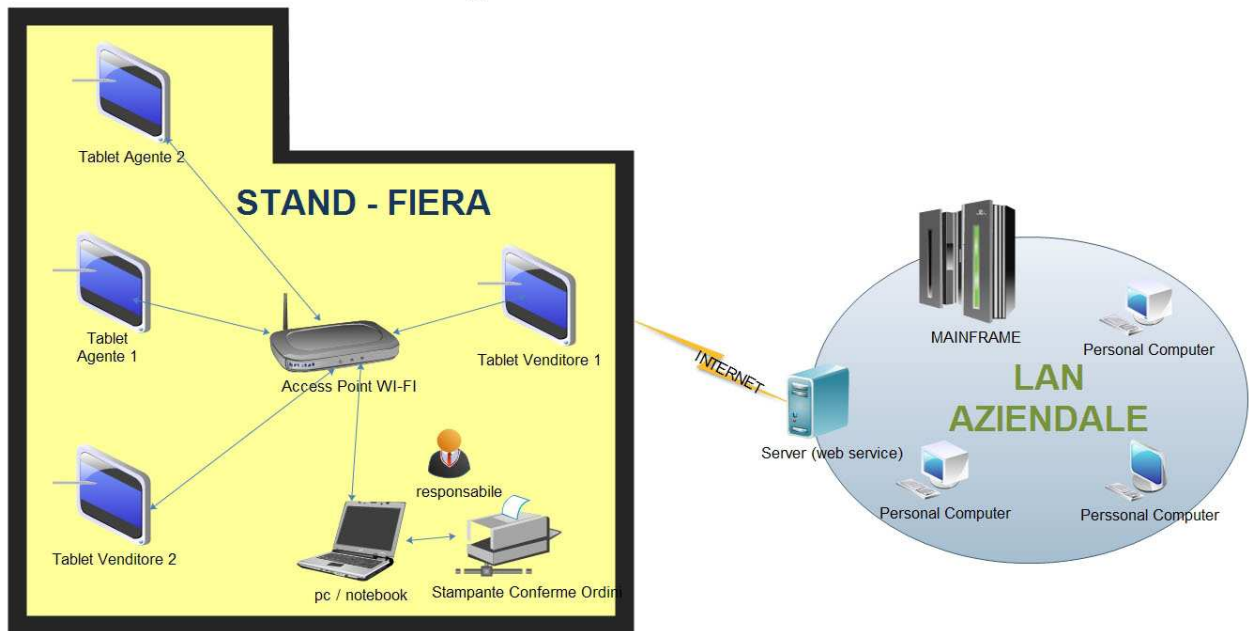 Tablet Agente 2
STAND - FIERA
Tablet
Agente 1
Tablet Venditore 1
Access Point WI-FI
responsabile
Tablet Venditore 2
pc / notebook
Stampante Conferme Ordini
INTERNET
MAINFRAME
Personal Computer
LAN
AZIENDALE
Server (web service)
Personal Computer
Perssonal Computer